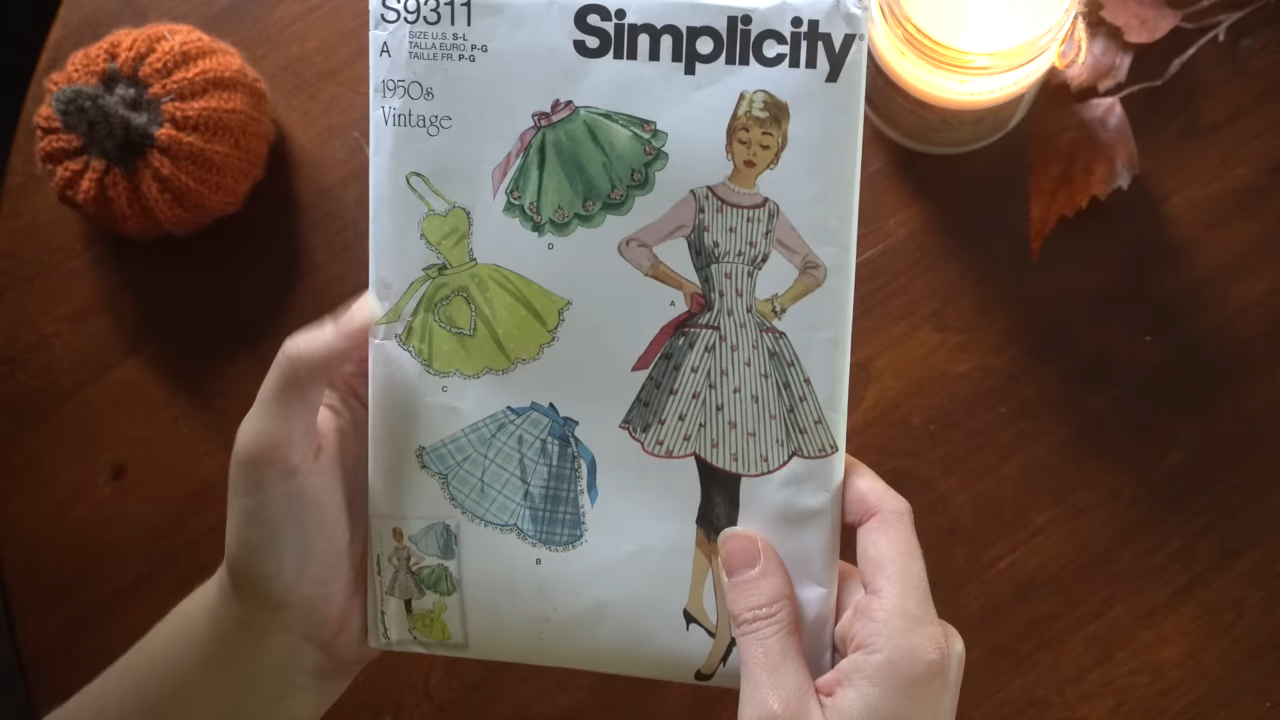 S9311
Simplicity®
A
SIZE U.S. S-L
TALLA EURO. P-G
TAILLE FR. P-G
1950s
Vintage
D
A
C
B